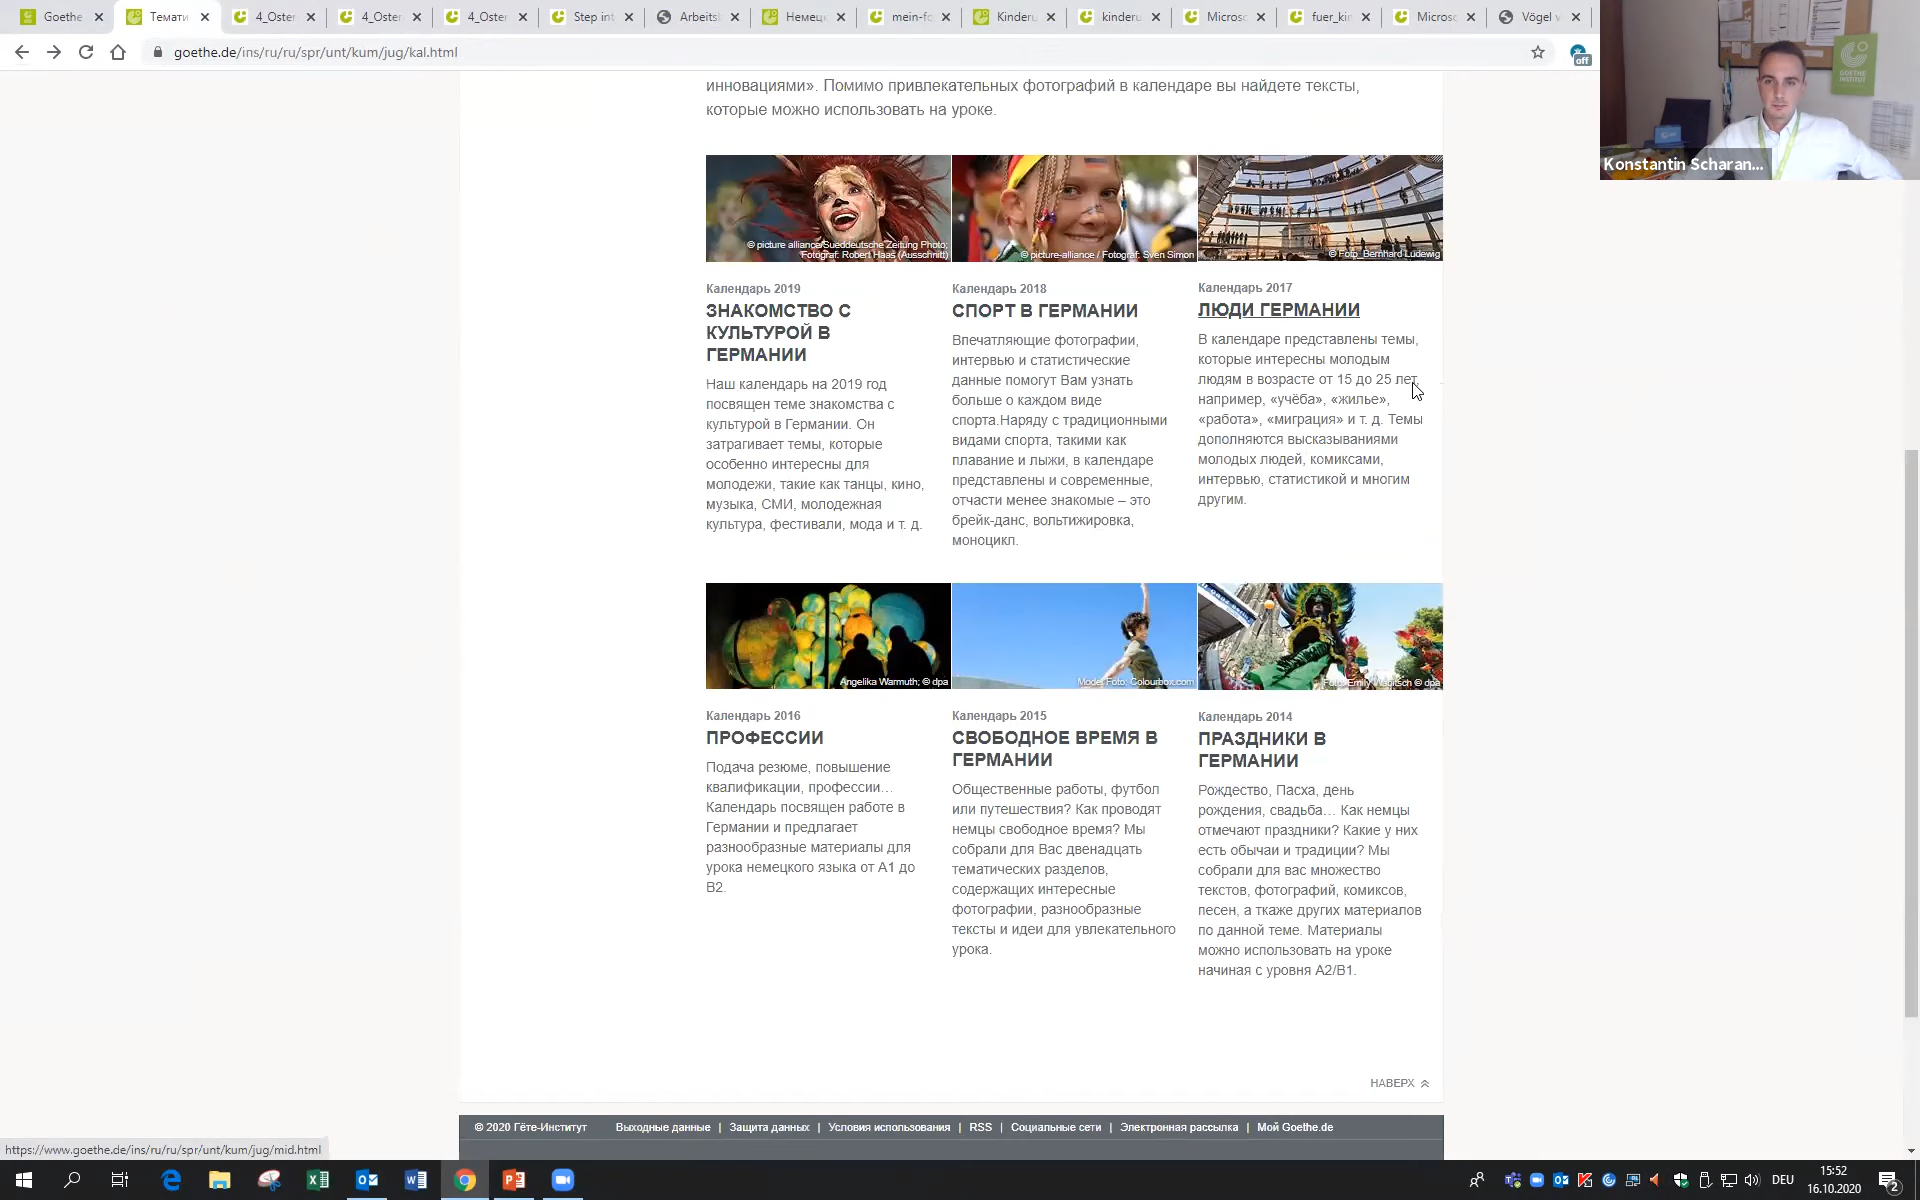 Goethe
Темати
4_Oster
4_Oster
4_Oster
Step int
Arbeits
Немец
mein-fo
Kinderu
kinderu
Microso
fuer_kin
Microso
Vögel v
goethe.de/ins/ru/ru/spr/unt/kum/jug/kal.html
off
GOETHE
INSTITUT
Konstantin Scharan...
инновациями». Помимо привлекательных фотографий в календаре вы найдете тексты,
которые можно использовать на уроке.
© picture alliance/Sueddeutsche Zeitung Photo;
Fotograf: Robert Haas (Ausschnitt)
Календарь 2019
ЗНАКОМСТВО С
КУЛЬТУРОЙ В
ГЕРМАНИИ
Наш календарь на 2019 год
посвящен теме знакомства с
культурой в Германии. Он
затрагивает темы, которые
особенно интересны для
молодежи, такие как танцы, кино,
музыка, СМИ, молодежная
культура, фестивали, мода и т. д.
© picture-alliance / Fotograf: Sven Simon
Календарь 2018
СПОРТ В ГЕРМАНИИ
Впечатляющие фотографии,
интервью и статистические
данные помогут Вам узнать
больше о каждом виде
спорта.Наряду с традиционными
видами спорта, такими как
плавание и лыжи, в календаре
представлены и современные,
отчасти менее знакомые – это
брейк-данс, вольтижировка,
моноцикл.
© Foto_Bernhard Ludewig
Календарь 2017
ЛЮДИ ГЕРМАНИИ
В календаре представлены темы,
которые интересны молодым
людям в возрасте от 15 до 25 лет,
например, «учёба», «жилье»,
«работа», «миграция» и т. д. Темы
дополняются высказываниями
молодых людей, комиксами,
интервью, статистикой и многим
другим.
Angelika Warmuth; © dpa
Календарь 2016
ПРОФЕССИИ
Подача резюме, повышение
квалификации, профессии…
Календарь посвящен работе в
Германии и предлагает
разнообразные материалы для
урока немецкого языка от А1 до
В2.
Model Foto: Colourbox.com
Календарь 2015
СВОБОДНОЕ ВРЕМЯ В
ГЕРМАНИИ
Общественные работы, футбол
или путешествия? Как проводят
немцы свободное время? Мы
собрали для Вас двенадцать
тематических разделов,
содержащих интересные
фотографии, разнообразные
тексты и идеи для увлекательного
урока.
© dpa
Календарь 2014
ПРАЗДНИКИ В
ГЕРМАНИИ
Рождество, Пасха, день
рождения, свадьба… Как немцы
отмечают праздники? Какие у них
есть обычаи и традиции? Мы
собрали для вас множество
текстов, фотографий, комиксов,
песен, а ткаже других материалов
по данной теме. Материалы
можно использовать на уроке
начиная с уровня А2/В1.
НАВЕРХ
© 2020 Гёте-Институт Выходные данные | Защита данных | Условия использования | RSS | Социальные сети | Электронная рассылка | Мой Goethe.de
https://www.goethe.de/ins/ru/ru/spr/unt/kum/jug/mid.html
DEU
15:52
16.10.2020
2